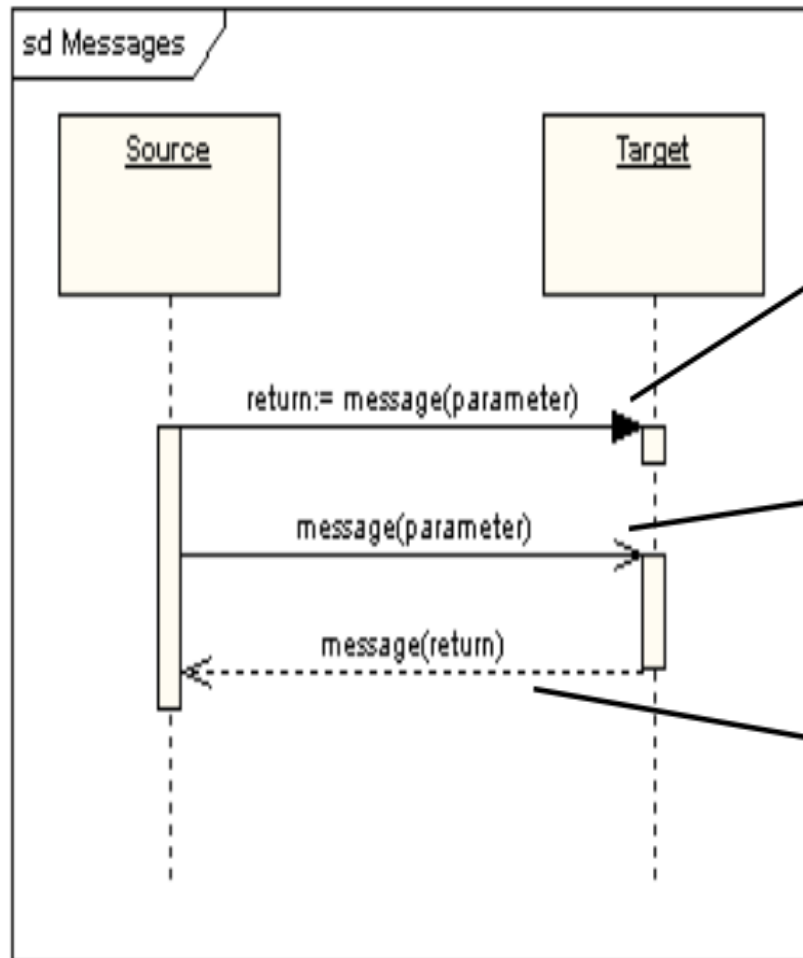 sd Messages
Source
Target
return:= message(parameter)
message(parameter)
message(return)